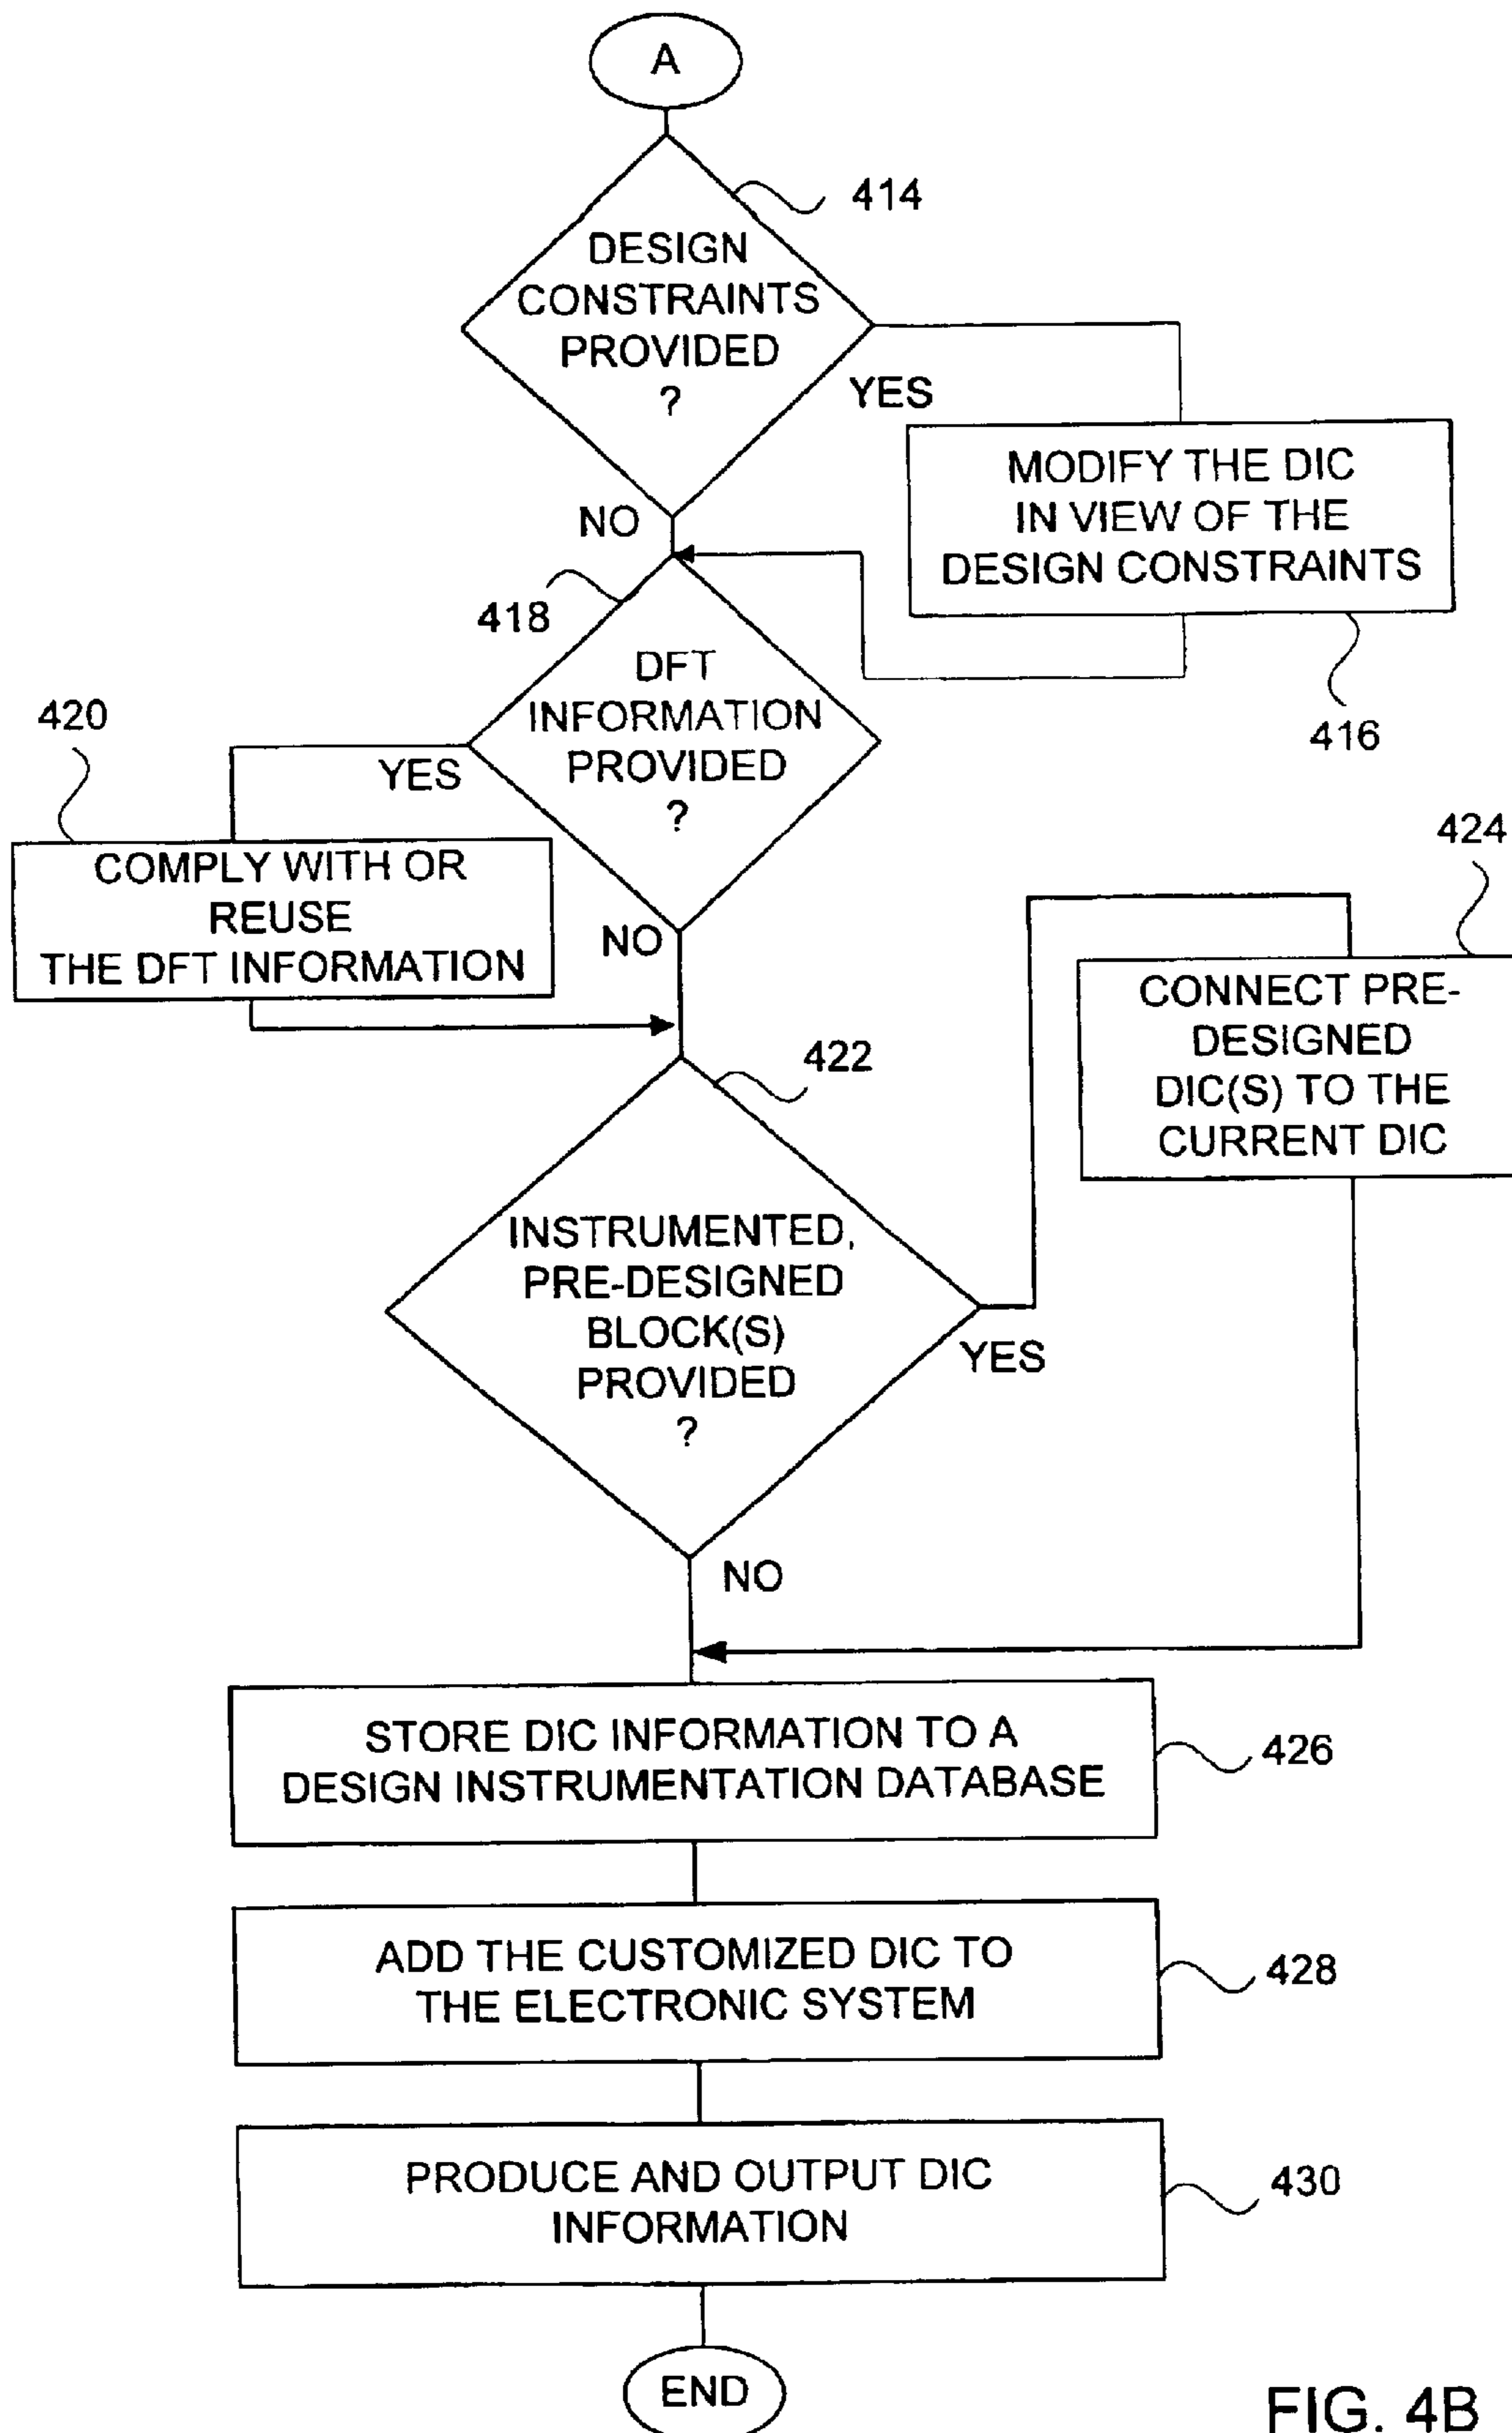 A
414
DESIGN
CONSTRAINTS
PROVIDED
?
YES
MODIFY THE DIC
IN VIEW OF THE
DESIGN CONSTRAINTS
NO
418
DFT
INFORMATION
PROVIDED
?
416
420
YES
COMPLY WITH OR
REUSE
THE DFT INFORMATION
NO
424
CONNECT PRE-
DESIGNED
DIC(S) TO THE
CURRENT DIC
422
INSTRUMENTED,
PRE-DESIGNED
BLOCK(S)
PROVIDED
?
YES
NO
STORE DIC INFORMATION TO A
DESIGN INSTRUMENTATION DATABASE
426
ADD THE CUSTOMIZED DIC TO
THE ELECTRONIC SYSTEM
428
PRODUCE AND OUTPUT DIC
INFORMATION
430
END
FIG. 4B